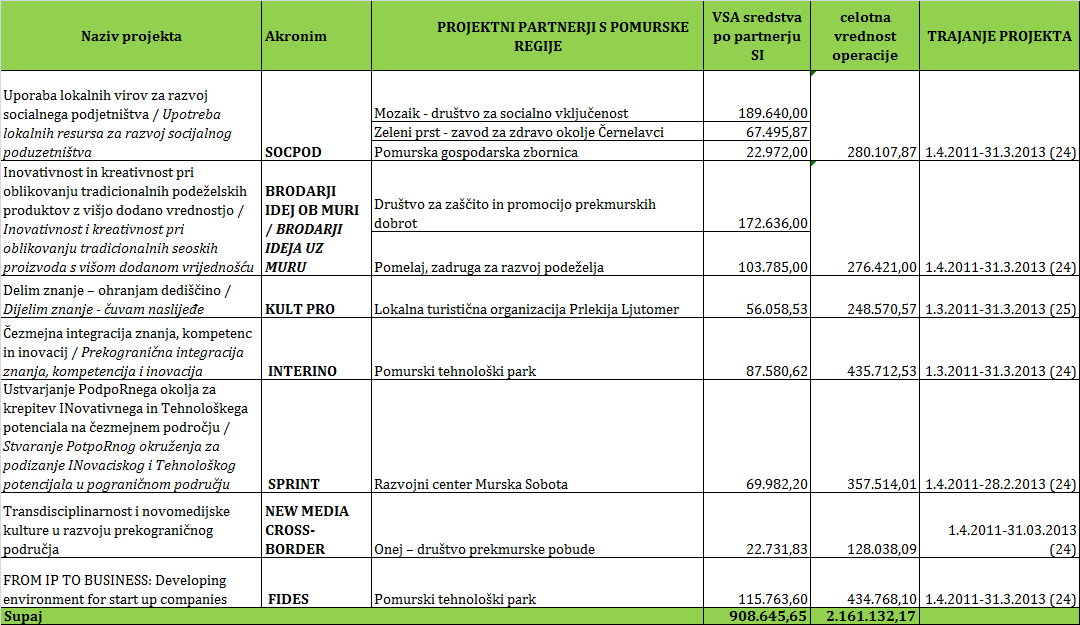 Naziv projekta
Akronim
PROJEKTNI PARTNERJI S POMURSKE
REGIJE
VSA sredstva
po partnerju
SI
celotna
vrednost
operacije
TRAJANJE PROJEKTA
Uporaba lokalnih virov za razvoj
socialnega podjetništva / Upotreba
lokalnih resursa za razvoj socijalnog
poduzetništva
SOCPOD
Mozaik - društvo za socialno vključenost
189.640,00
Zeleni prst - zavod za zdravo okolje Černelavci
67.495,87
Pomurska gospodarska zbornica
22.972,00
280.107,87
1.4.2011-31.3.2013 (24)
Inovativnost in kreativnost pri
oblikovanju tradicionalnih podeželskih
produktov z višjo dodano vrednostjo /
Inovativnost i kreativnost pri
oblikovanju tradicionalnih seoskih
proizvoda s višom dodanom vrijednošću
BRODARJI
IDEJ OB MURI
/ BRODARJI
IDEJA UZ
MURU
Društvo za zaščito in promocijo prekmurskih
dobrot
172.636,00
Pomelaj, zadruga za razvoj podeželja
103.785,00
276.421,00
1.4.2011-31.3.2013 (24)
Delim znanje – ohranjam dediščino /
Dijelim znanje - čuvam naslijeđe
KULT PRO
Lokalna turistična organizacija Prlekija Ljutomer
56.058,53
248.570,57
1.3.2011-31.3.2013 (25)
Čezmejna integracija znanja, kompetenc
in inovacij / Prekogranična integracija
znanja, kompetencija i inovacija
INTERINO
Pomurski tehnološki park
87.580,62
435.712,53
1.3.2011-31.3.2013 (24)
Ustvarjanje PodpoRnega okolja za
krepitev INovativnega in Tehnološkega
potenciala na čezmejnem področju /
Stvaranje PotpoRnog okruženja za
podizanje INovaciskog i Tehnološkog
potencijala u pograničnom području
SPRINT
Razvojni center Murska Sobota
69.982,20
357.514,01
1.4.2011-28.2.2013 (24)
Transdisciplinarnost i novomedijske
kulture u razvoju prekograničnog
područja
NEW MEDIA
CROSS-
BORDER
Onej – društvo prekmurske pobude
22.731,83
128.038,09
1.4.2011-31.03.2013
(24)
FROM IP TO BUSINESS: Developing
environment for start up companies
FIDES
Pomurski tehnološki park
115.763,60
434.768,10
1.4.2011-31.3.2013 (24)
Supaj
908.645,65
2.161.132,17